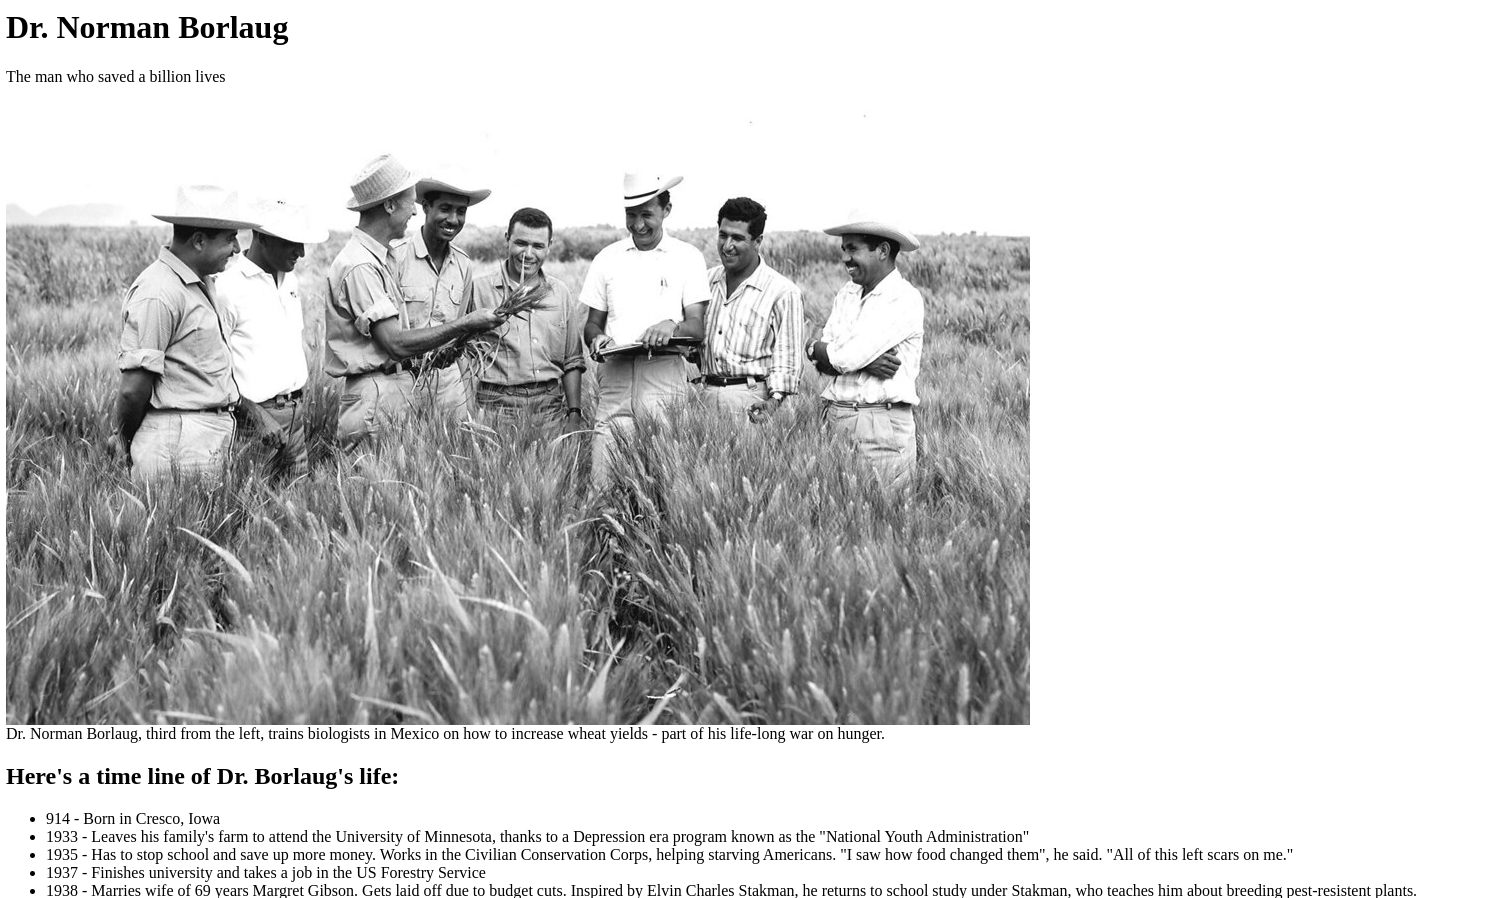 Dr. Norman Borlaug
The man who saved a billion lives
Dr. Norman Borlaug, third from the left, trains biologists in Mexico on how to increase wheat yields - part of his life-long war on hunger.
Here's a time line of Dr. Borlaug's life:
914 - Born in Cresco, Iowa
1933 - Leaves his family's farm to attend the University of Minnesota, thanks to a Depression era program known as the "National Youth Administration"
1935 - Has to stop school and save up more money. Works in the Civilian Conservation Corps, helping starving Americans. "I saw how food changed them", he said. "All of this left scars on me."
1937 - Finishes university and takes a job in the US Forestry Service
1938 - Marries wife of 69 years Margret Gibson. Gets laid off due to budget cuts. Inspired by Elvin Charles Stakman, he returns to school study under Stakman, who teaches him about breeding pest-resistent plants.